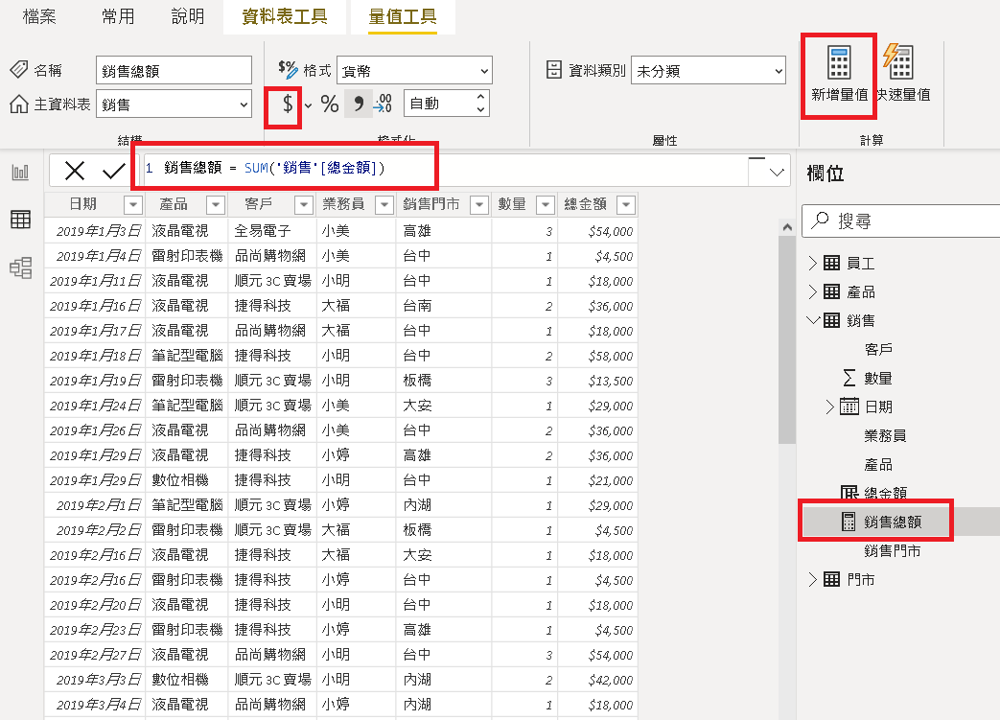 檔案 常用 說明 資料表工具 量值工具
名稱 銷售總額 格式 貨幣 資料類別 未分類 新增量值 快速量值
主資料表 銷售 $ % , .00 自動
結構 格式化 屬性 計算
1 銷售總額 = SUM('銷售'[總金額])
日期 產品 客戶 業務員 銷售門市 數量 總金額
2019年1月3日 液晶電視 全易電子 小美 高雄 3 $54,000
2019年1月4日 雷射印表機 品尚購物網 小美 台中 1 $4,500
2019年1月11日 液晶電視 順元 3C 賣場 小明 台中 1 $18,000
2019年1月16日 液晶電視 捷得科技 大福 台南 2 $36,000
2019年1月17日 液晶電視 品尚購物網 大福 台中 1 $18,000
2019年1月18日 筆記型電腦 捷得科技 小明 台中 2 $58,000
2019年1月19日 雷射印表機 順元 3C 賣場 小明 板橋 3 $13,500
2019年1月24日 筆記型電腦 順元 3C 賣場 小美 大安 1 $29,000
2019年1月26日 液晶電視 品尚購物網 小美 台中 2 $36,000
2019年1月29日 液晶電視 捷得科技 小婷 高雄 2 $36,000
2019年1月29日 數位相機 捷得科技 小明 台中 1 $21,000
2019年2月1日 筆記型電腦 順元 3C 賣場 小婷 內湖 1 $29,000
2019年2月2日 雷射印表機 順元 3C 賣場 大福 板橋 1 $4,500
2019年2月16日 液晶電視 捷得科技 大福 大安 1 $18,000
2019年2月16日 雷射印表機 捷得科技 小婷 台中 1 $4,500
2019年2月20日 液晶電視 捷得科技 小明 台中 1 $18,000
2019年2月23日 雷射印表機 捷得科技 小婷 高雄 1 $4,500
2019年2月27日 液晶電視 品尚購物網 小明 台中 3 $54,000
2019年3月3日 數位相機 順元 3C 賣場 小明 內湖 2 $42,000
2019年3月4日 液晶電視 品尚購物網 小婷 內湖 1 $18,000
欄位
搜尋
員工
產品
銷售
客戶
數量
日期
業務員
產品
總金額
銷售總額
銷售門市
門市